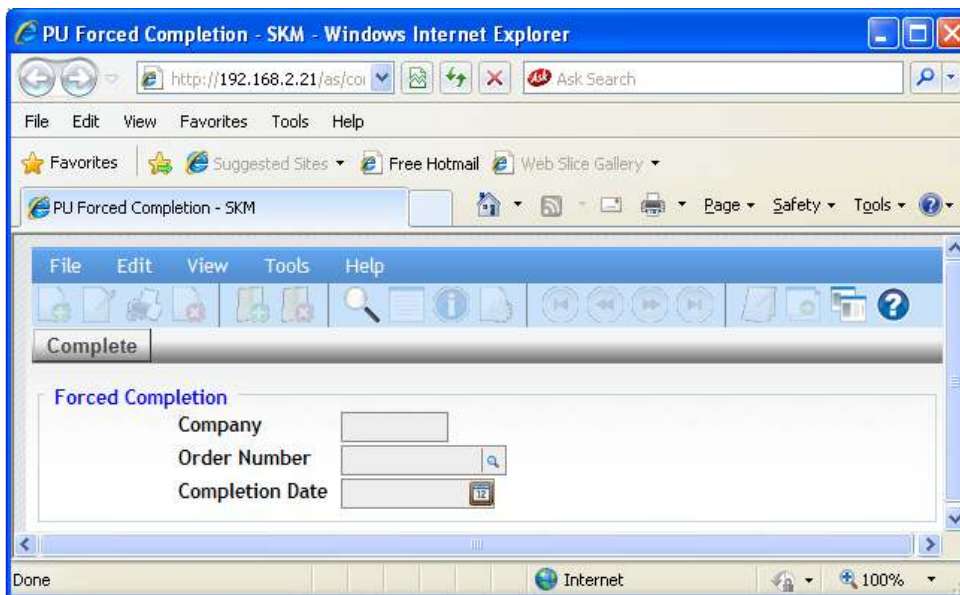 PU Forced Completion - SKM - Windows Internet Explorer
http://192.168.2.21/as/coi Ask Search
File Edit View Favorites Tools Help
Favorites Suggested Sites Free Hotmail Web Slice Gallery
PU Forced Completion - SKM Page Safety Tools
File Edit View Tools Help
Complete
Forced Completion
Company
Order Number
Completion Date 12
Done Internet 100%